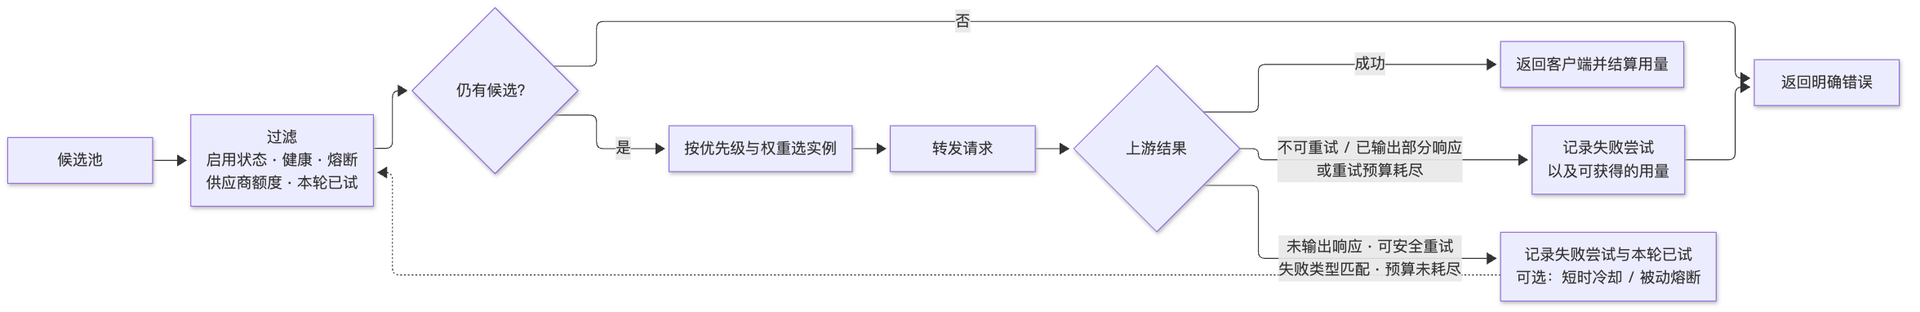 候选池
过滤
启用状态 · 健康 · 熔断
供应商额度 · 本轮已试
仍有候选?
否
是
按优先级与权重选实例
转发请求
上游结果
成功
返回客户端并结算用量
不可重试 / 已输出部分响应
或重试预算耗尽
记录失败尝试
以及可获得的用量
未输出响应 · 可安全重试
失败类型匹配 · 预算未耗尽
记录失败尝试与本轮已试
可选：短时冷却 / 被动熔断
返回明确错误